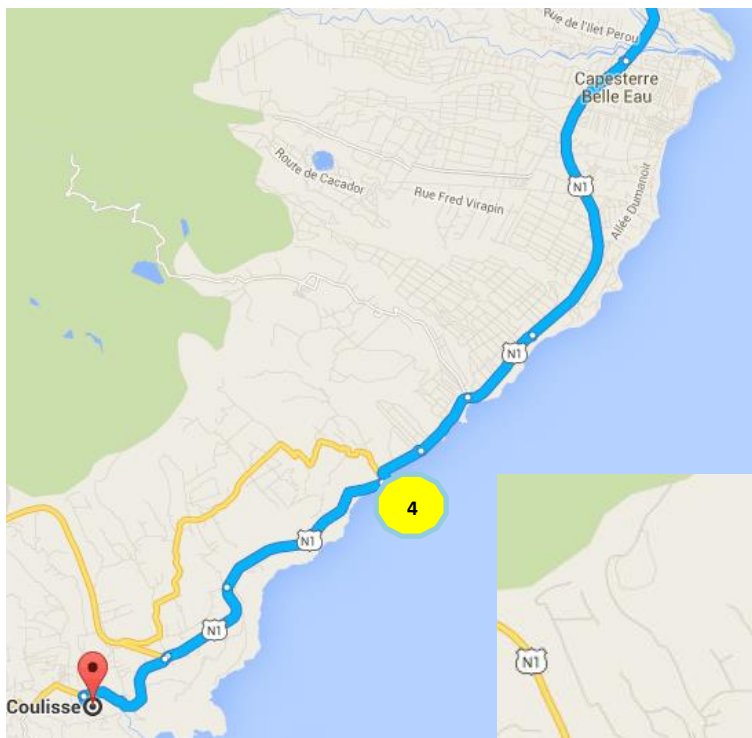 Rue de l'Ilet Perou
Capesterre
Belle Eau
Route de Cacador
Rue Fred Virapin
N1
Allée Dumanoir
N1
4
N1
N1
N1
Coulisse